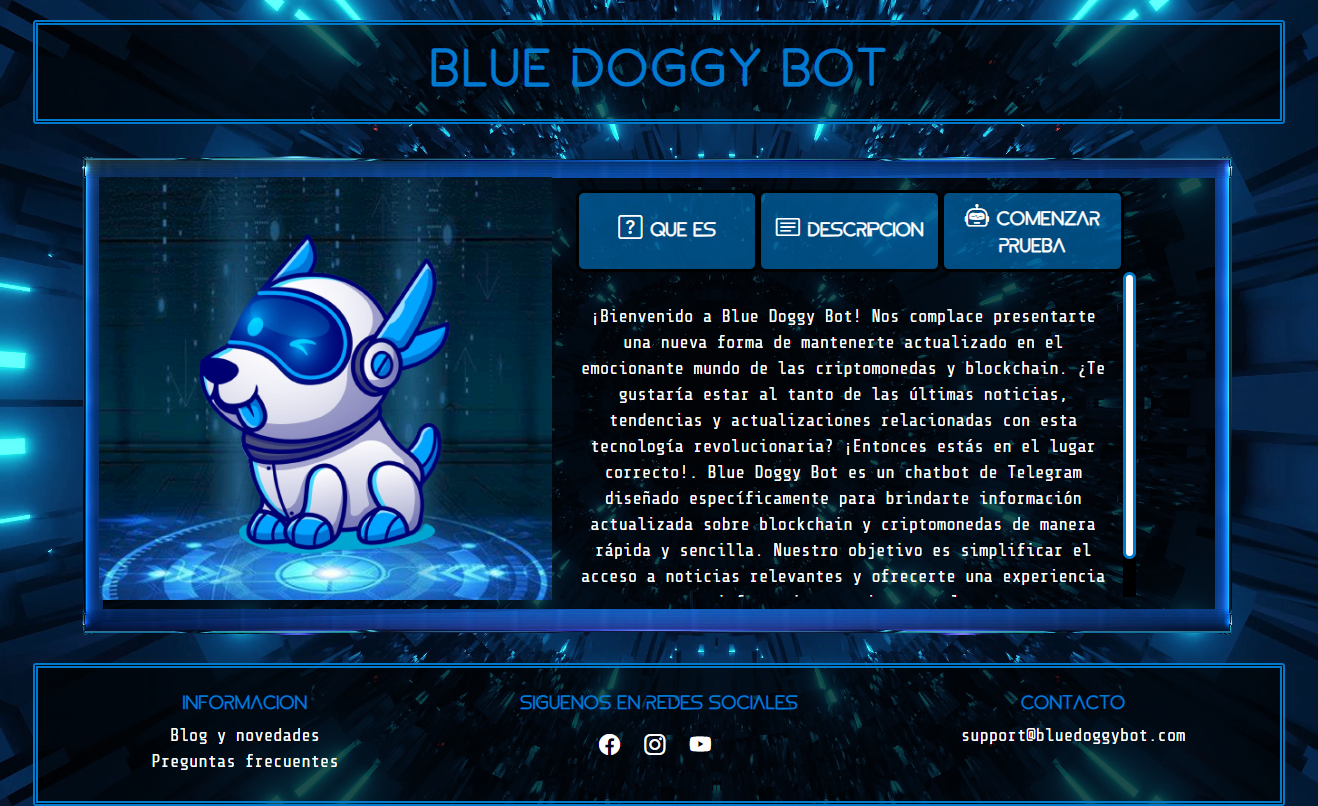 BLUE DOGGY BOT
QUE ES
DESCRIPCION
COMENZAR
PRUEBA
¡Bienvenido a Blue Doggy Bot! Nos complace presentarte
una nueva forma de mantenerte actualizado en el
emocionante mundo de las criptomonedas y blockchain. ¿Te
gustaría estar al tanto de las últimas noticias,
tendencias y actualizaciones relacionadas con esta
tecnología revolucionaria? ¡Entonces estás en el lugar
correcto!. Blue Doggy Bot es un chatbot de Telegram
diseñado específicamente para brindarte información
actualizada sobre blockchain y criptomonedas de manera
rápida y sencilla. Nuestro objetivo es simplificar el
acceso a noticias relevantes y ofrecerte una experiencia
INFORMACION
Blog y novedades
Preguntas frecuentes
SIGUENOS EN REDES SOCIALES
CONTACTO
support@bluedoggybot.com